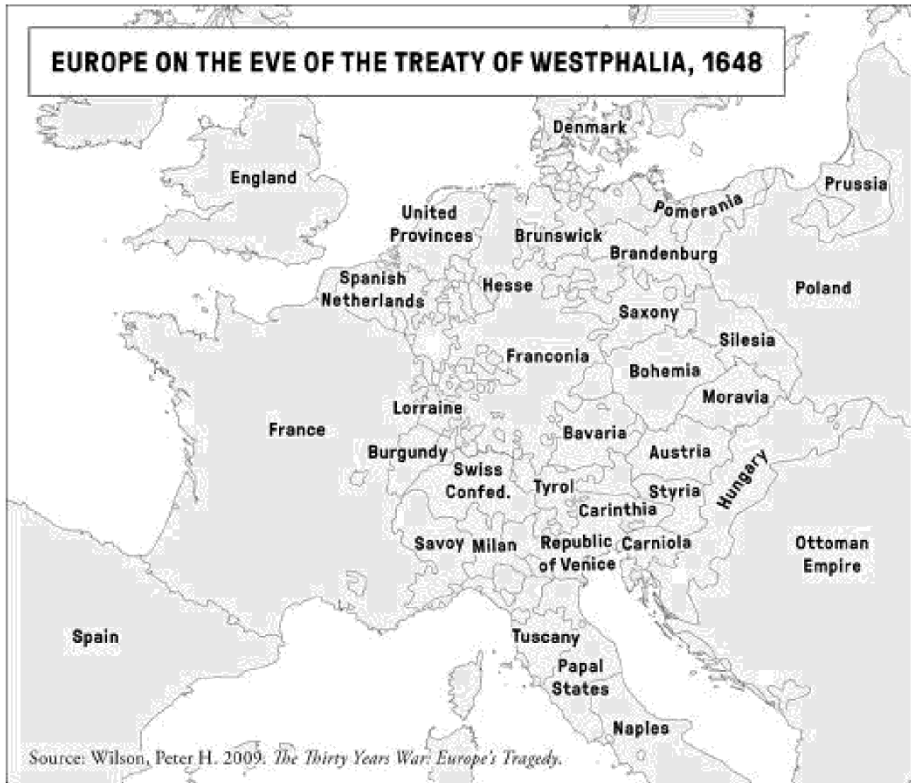 EUROPE ON THE EVE OF THE TREATY OF WESTPHALIA, 1648
Denmark
England
Prussia
Pomerania
United
Provinces
Brunswick
Brandenburg
Spanish
Netherlands
Hesse
Poland
Saxony
Silesia
Franconia
Bohemia
Moravia
Lorraine
France
Bavaria
Burgundy
Austria
Swiss
Confed.
Tyrol
Styria
Hungary
Carinthia
Savoy
Milan
Republic
of Venice
Carniola
Ottoman
Empire
Spain
Tuscany
Papal
States
Naples
Source: Wilson, Peter H. 2009. The Thirty Years War: Europe's Tragedy.